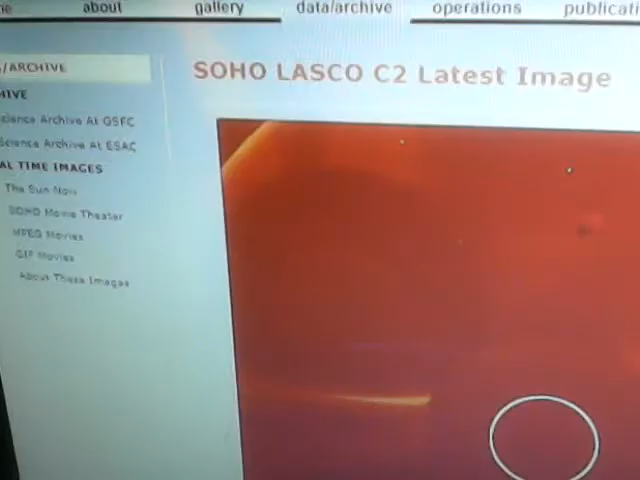 about gallery data/archive operations
/ARCHIVE
SOHO LASCO C2 Latest Image
Science Archive At GSFC
Science Archive At ESAC
TIME IMAGES
The Sun Now
SOHO Movie Theater
MPEG Movies
GIF Movies
About These Images